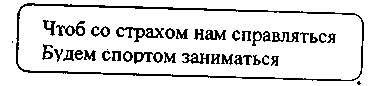 Чтоб со страхом нам справляться
Будем спортом заниматься